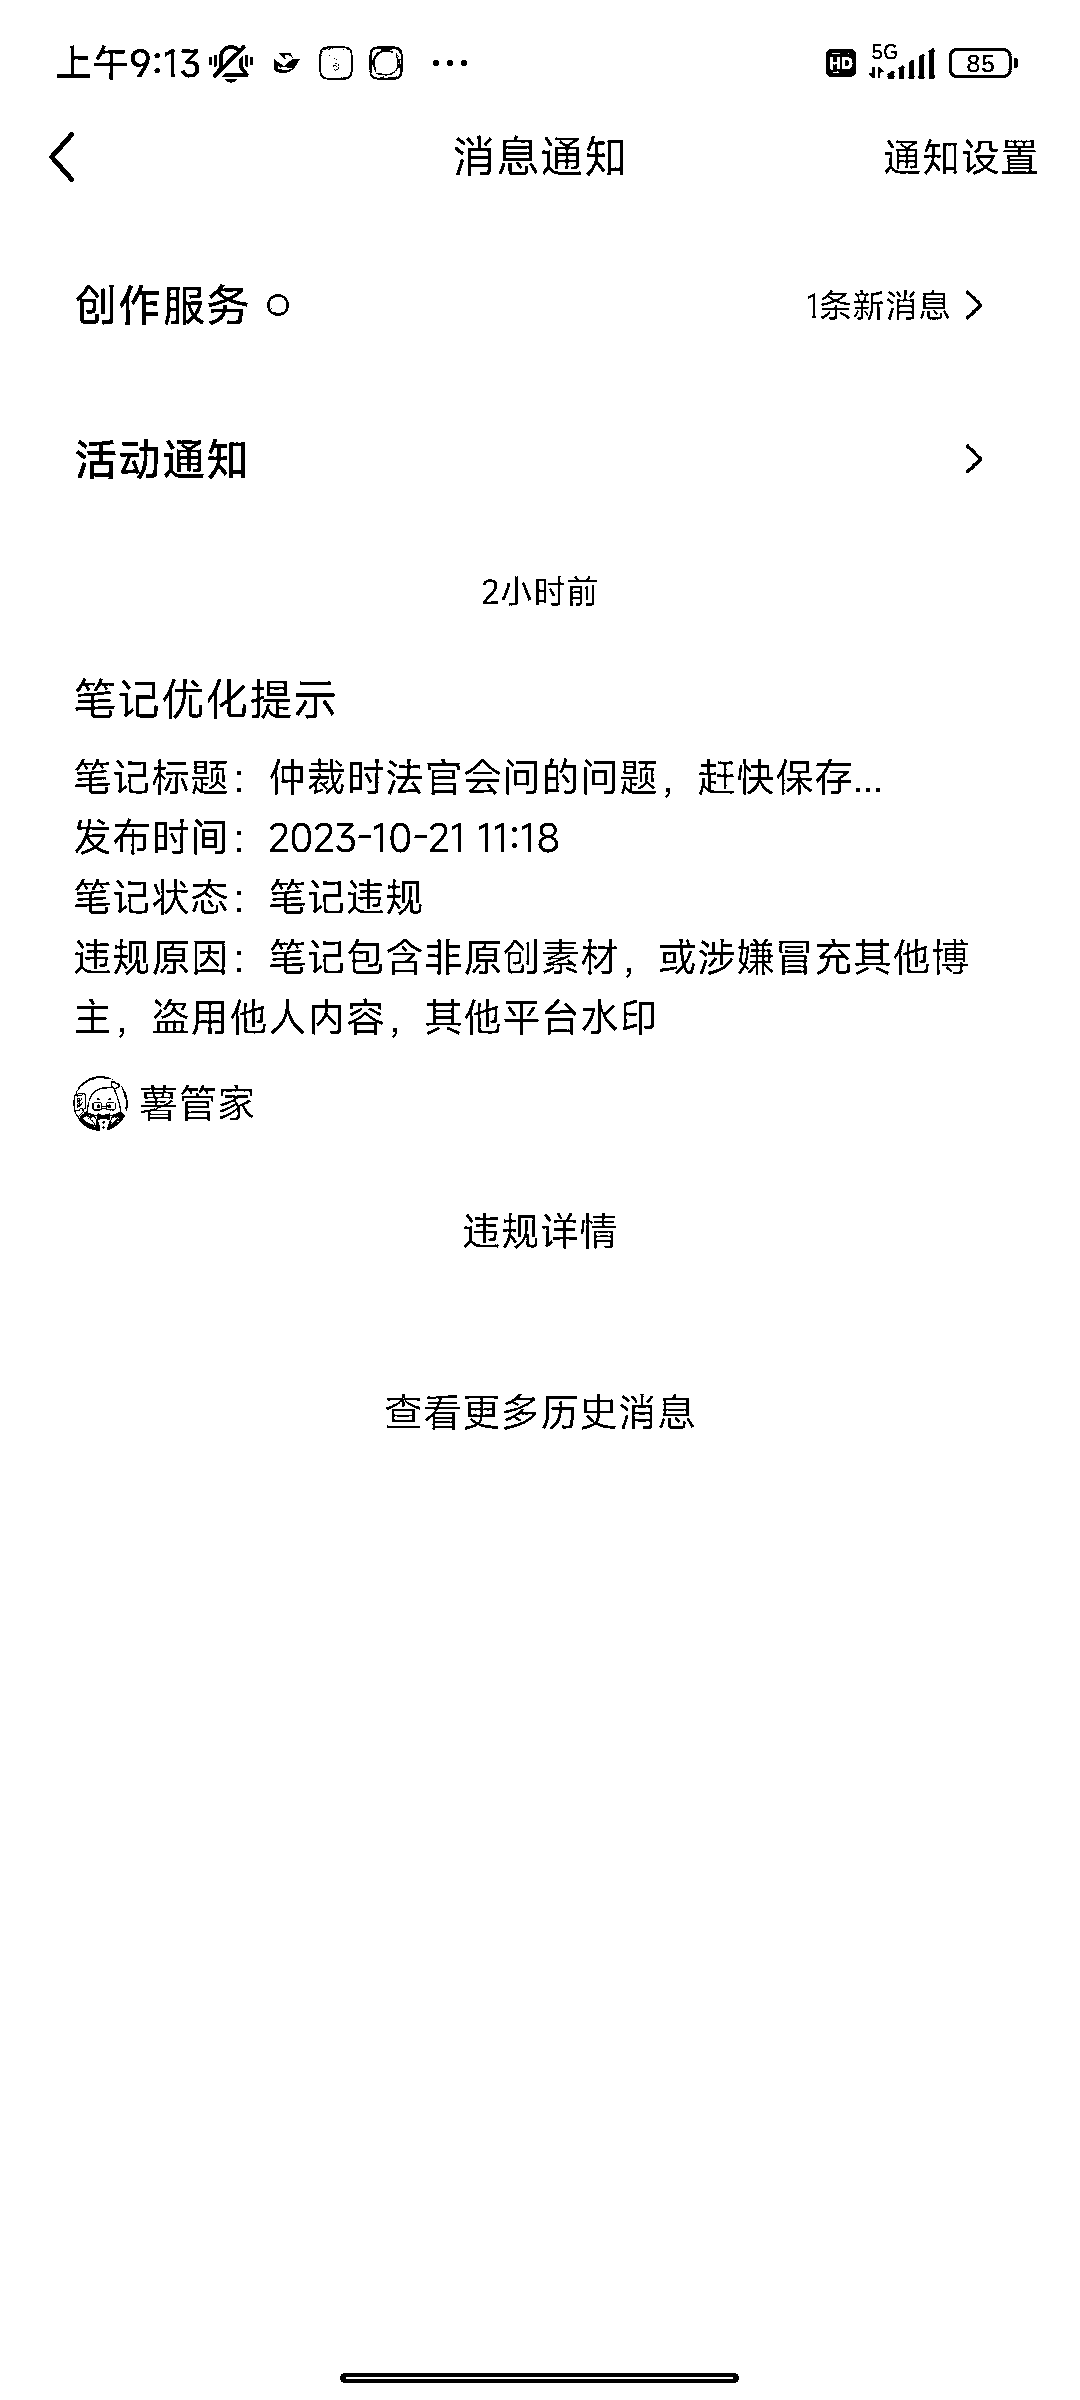 上午9:13
HD 5G 85
消息通知
通知设置
创作服务
1条新消息
活动通知
2小时前
笔记优化提示
笔记标题：仲裁时法官会问的问题，赶快保存...
发布时间：2023-10-21 11:18
笔记状态：笔记违规
违规原因：笔记包含非原创素材，或涉嫌冒充其他博
主，盗用他人内容，其他平台水印
薯管家
违规详情
查看更多历史消息